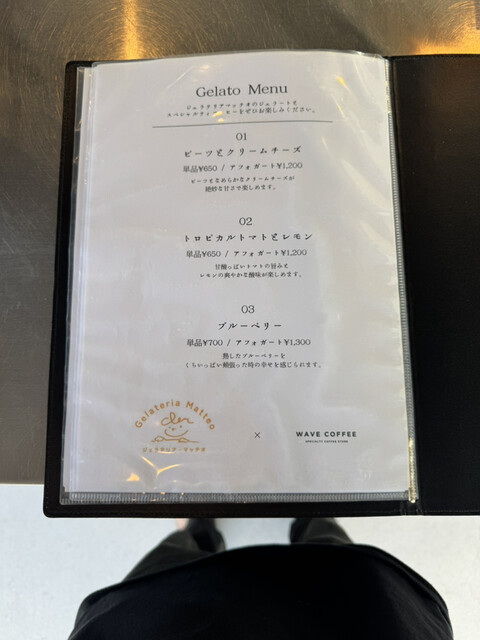 Gelato Menu
ジェラテリアマッテオのジェラートと
スペシャルティコーヒーをぜひお楽しみください。
01
ビーツとクリームチーズ
単品¥650 / アフォガート¥1,200
ビーツとなめらかなクリームチーズが
絶妙な甘さで楽しめます。
02
トロピカルトマトとレモン
単品¥650 / アフォガート¥1,200
甘酸っぱいトマトの旨みと
レモンの爽やかな酸味が楽しめます。
03
ブルーベリー
単品¥700 / アフォガート¥1,300
熟したブルーベリーを
くちいっぱい頬張った時の幸せを感じられます。
Gelateria Matteo
ジェラテリア・マッテオ
×
WAVE COFFEE
SPECIALTY COFFEE STORE